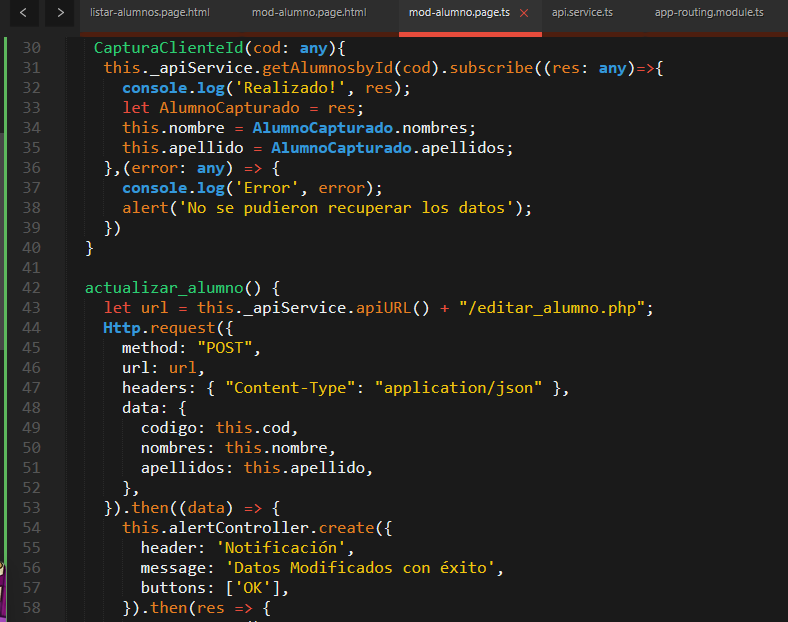 listar-alumnos.page.html mod-alumno.page.html mod-alumno.page.ts × api.service.ts app-routing.module.ts
30 CapturaClienteId(cod: any){
31 this._apiService.getAlumnosbyId(cod).subscribe((res: any)=>{
32 console.log('Realizado!', res);
33 let AlumnoCapturado = res;
34 this.nombre = AlumnoCapturado.nombres;
35 this.apellido = AlumnoCapturado.apellidos;
36 },(error: any) => {
37 console.log('Error', error);
38 alert('No se pudieron recuperar los datos');
39 })
40 }
41
42 actualizar_alumno() {
43 let url = this._apiService.apiURL() + "/editar_alumno.php";
44 Http.request({
45 method: "POST",
46 url: url,
47 headers: { "Content-Type": "application/json" },
48 data: {
49 codigo: this.cod,
50 nombres: this.nombre,
51 apellidos: this.apellido,
52 },
53 }).then((data) => {
54 this.alertController.create({
55 header: 'Notificación',
56 message: 'Datos Modificados con éxito',
57 buttons: ['OK'],
58 }).then(res => {